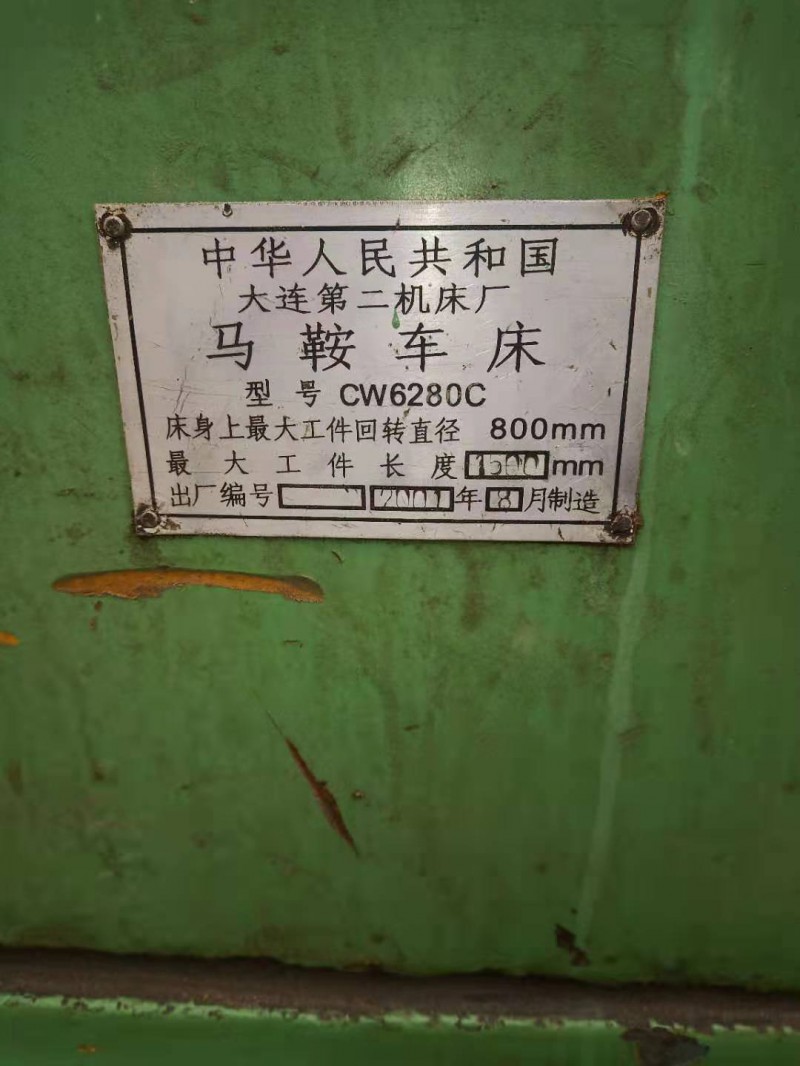 中华人民共和国
大连第二机床厂
马鞍车床
型号 CW6280C
床身上最大工件回转直径 800mm
最大工件长度 1500 mm
出厂编号 2001 年 8 月制造